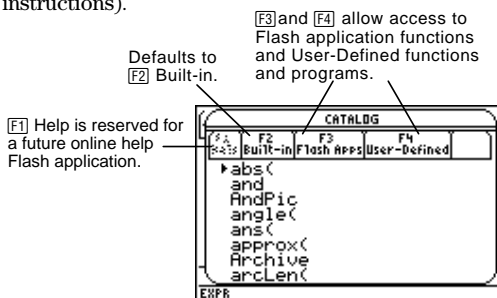 instructions).
F3 and F4 allow access to
Flash application functions
and User-Defined functions
and programs.
Defaults to
F2 Built-in.
F1 Help is reserved for
a future online help
Flash application.
CATALOG
F2 F3 F4
Built-in Flash Apps User-Defined
abs(
and
AndPic
angle(
ans(
approx(
Archive
arcLen(
EXPR